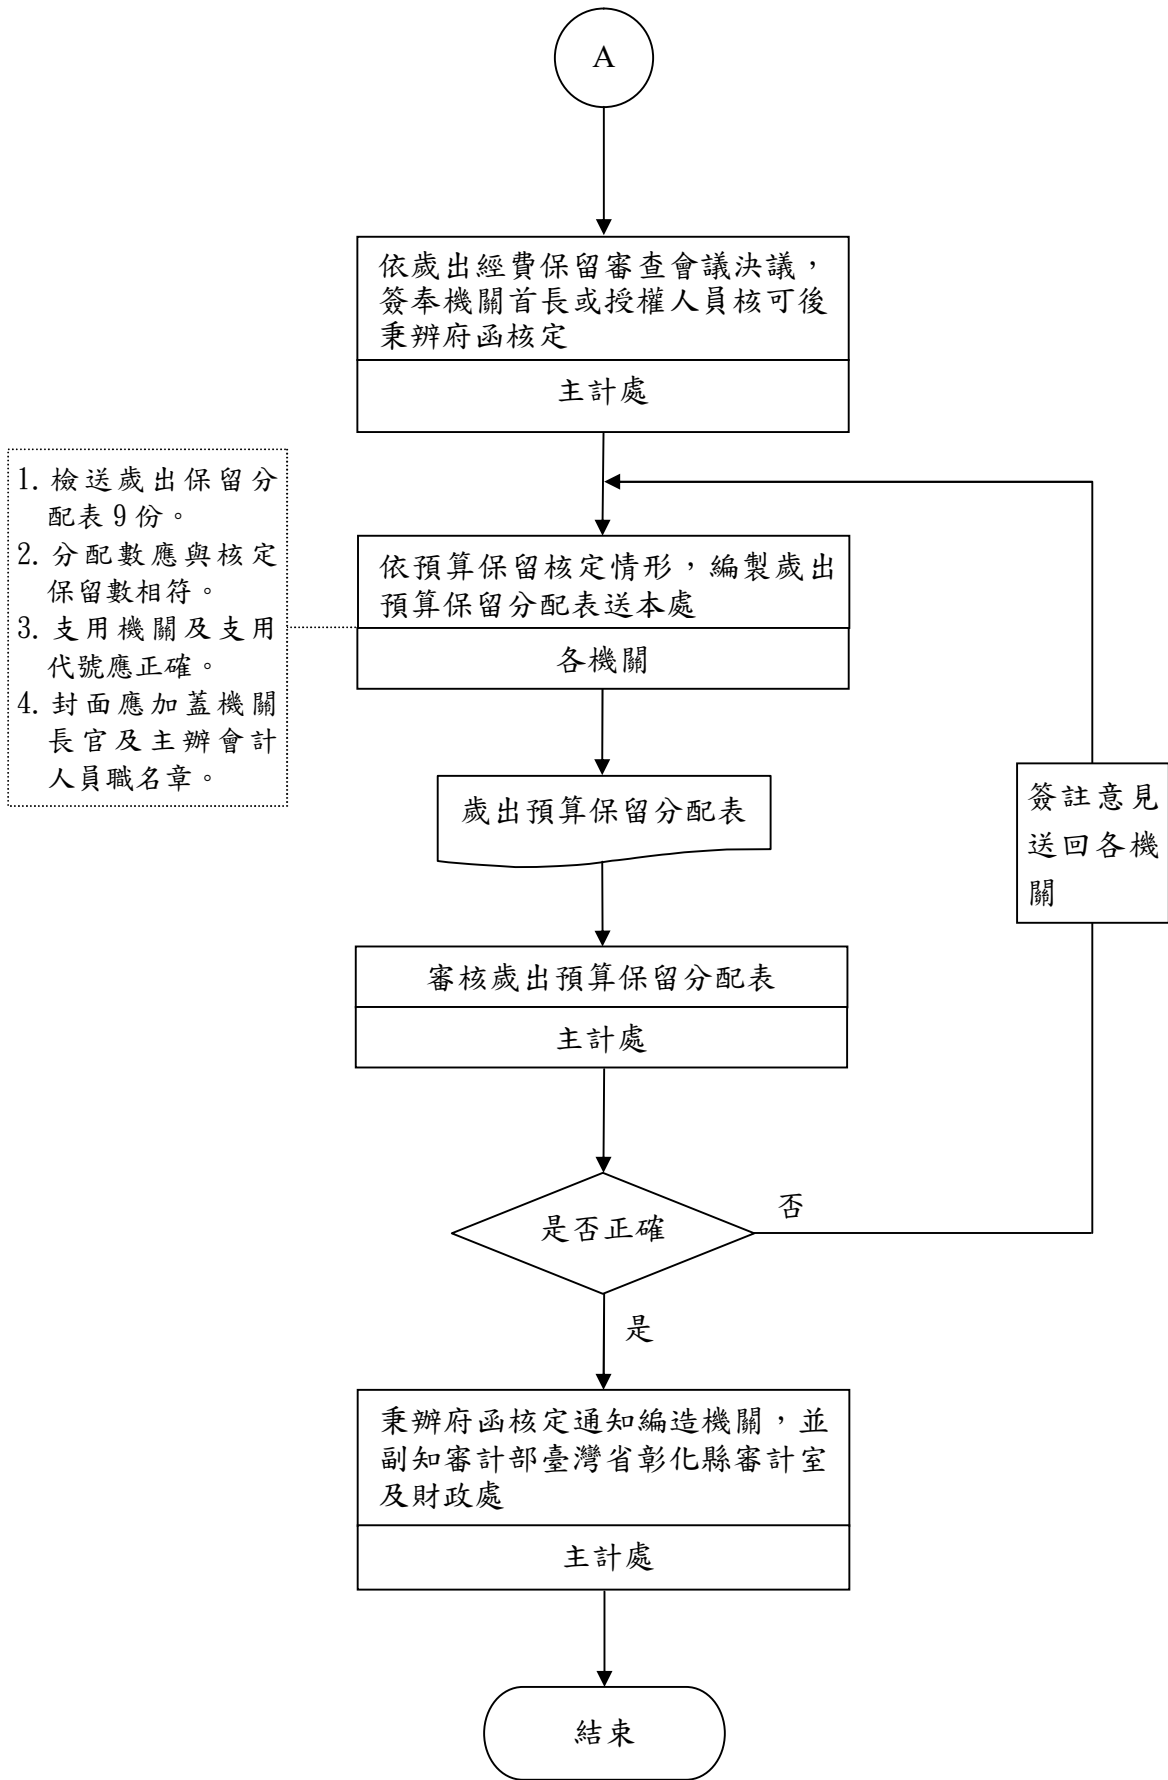 A
依歲出經費保留審查會議決議，
簽奉機關首長或授權人員核可後
秉辦府函核定
主計處
1. 檢送歲出保留分
配表 9 份。
2. 分配數應與核定
保留數相符。
3. 支用機關及支用
代號應正確。
4. 封面應加蓋機關
長官及主辦會計
人員職名章。
依預算保留核定情形，編製歲出
預算保留分配表送本處
各機關
歲出預算保留分配表
簽註意見
送回各機
關
審核歲出預算保留分配表
主計處
是否正確
否
是
秉辦府函核定通知編造機關，並
副知審計部臺灣省彰化縣審計室
及財政處
主計處
結束